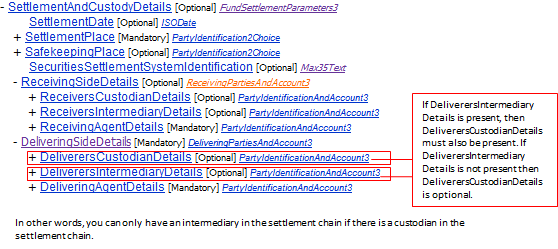 - SettlementAndCustodyDetails [Optional] FundSettlementParameters3
SettlementDate [Optional] ISODate
+ SettlementPlace [Mandatory] PartyIdentification2Choice
+ SafekeepingPlace [Optional] PartyIdentification2Choice
SecuritiesSettlementSystemIdentification [Optional] Max35Text
- ReceivingSideDetails [Optional] ReceivingPartiesAndAccount3
+ ReceiversCustodianDetails [Optional] PartyIdentificationAndAccount3
+ ReceiversIntermediaryDetails [Optional] PartyIdentificationAndAccount3
+ ReceivingAgentDetails [Mandatory] PartyIdentificationAndAccount3
- DeliveringSideDetails [Mandatory] DeliveringPartiesAndAccount3
+ DeliverersCustodianDetails [Optional] PartyIdentificationAndAccount3
+ DeliverersIntermediaryDetails [Optional] PartyIdentificationAndAccount3
+ DeliveringAgentDetails [Mandatory] PartyIdentificationAndAccount3
If DeliverersIntermediary
Details is present, then
DeliverersCustodianDetails
must also be present. If
DeliverersIntermediary
Details is not present then
DeliverersCustodianDetails
is optional.
In other words, you can only have an intermediary in the settlement chain if there is a custodian in the
settlement chain.